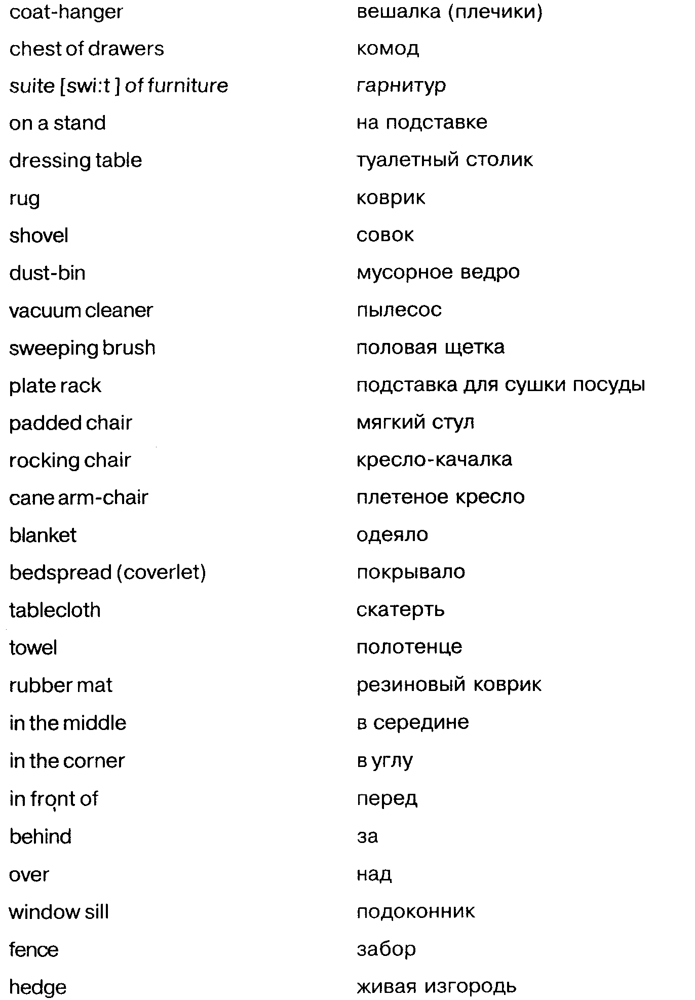 coat-hanger вешалка (плечики)
chest of drawers комод
suite [swi:t] of furniture гарнитур
on a stand на подставке
dressing table туалетный столик
rug коврик
shovel совок
dust-bin мусорное ведро
vacuum cleaner пылесос
sweeping brush половая щетка
plate rack подставка для сушки посуды
padded chair мягкий стул
rocking chair кресло-качалка
cane arm-chair плетеное кресло
blanket одеяло
bedspread (coverlet) покрывало
tablecloth скатерть
towel полотенце
rubber mat резиновый коврик
in the middle в середине
in the corner в углу
in front of перед
behind за
over над
window sill подоконник
fence забор
hedge живая изгородь